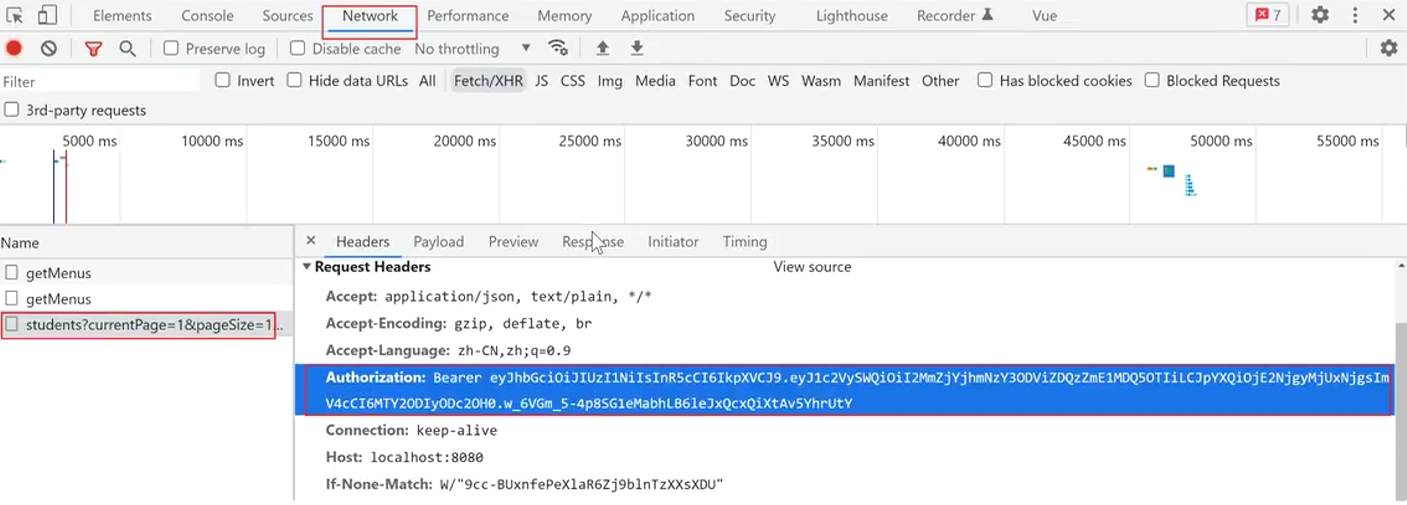 Elements Console Sources Network Performance Memory Application Security Lighthouse Recorder Vue 7
Preserve log Disable cache No throttling
Filter Invert Hide data URLs All Fetch/XHR JS CSS Img Media Font Doc WS Wasm Manifest Other Has blocked cookies Blocked Requests
3rd-party requests
5000 ms 10000 ms 15000 ms 20000 ms 25000 ms 30000 ms 35000 ms 40000 ms 45000 ms 50000 ms 55000 ms
Name
getMenus
getMenus
students?currentPage=1&pageSize=1...
Headers Payload Preview Response Initiator Timing
Request Headers View source
Accept: application/json, text/plain, */*
Accept-Encoding: gzip, deflate, br
Accept-Language: zh-CN,zh;q=0.9
Authorization: Bearer eyJhbGciOiJIUzI1NiIsInR5cCI6IkpXVCJ9.eyJ1c2VySWQiOiI2MmZjYjhmNzY3ODViZDQzZmE1MDQ5OTIiLCJpYXQiOjE2NjgyMjUxNjgsIm
V4cCI6MTY2ODIyODc2OH0.w_6VGm_5-4p8SG1eMabhLB6leJxQcxQiXtAv5YhrUtY
Connection: keep-alive
Host: localhost:8080
If-None-Match: W/"9cc-BUxnfePeXlaR6Zj9blnTzXXsXDU"